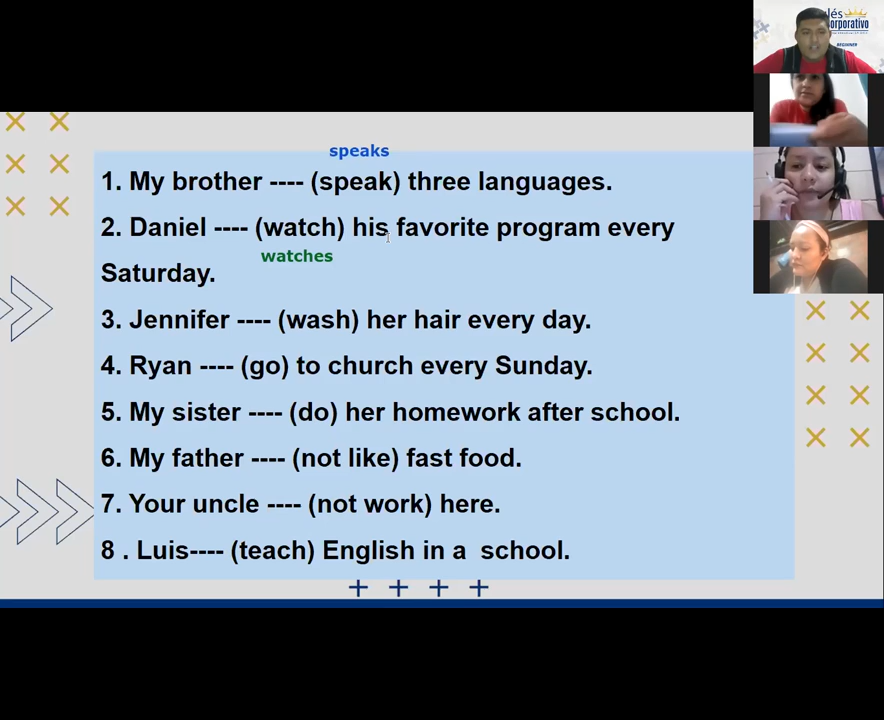 lés
orporativo
BEGINNER
speaks
1. My brother ---- (speak) three languages.
2. Daniel ---- (watch) his favorite program every
watches
Saturday.
3. Jennifer ---- (wash) her hair every day.
4. Ryan ---- (go) to church every Sunday.
5. My sister ---- (do) her homework after school.
6. My father ---- (not like) fast food.
7. Your uncle ---- (not work) here.
8 . Luis---- (teach) English in a  school.